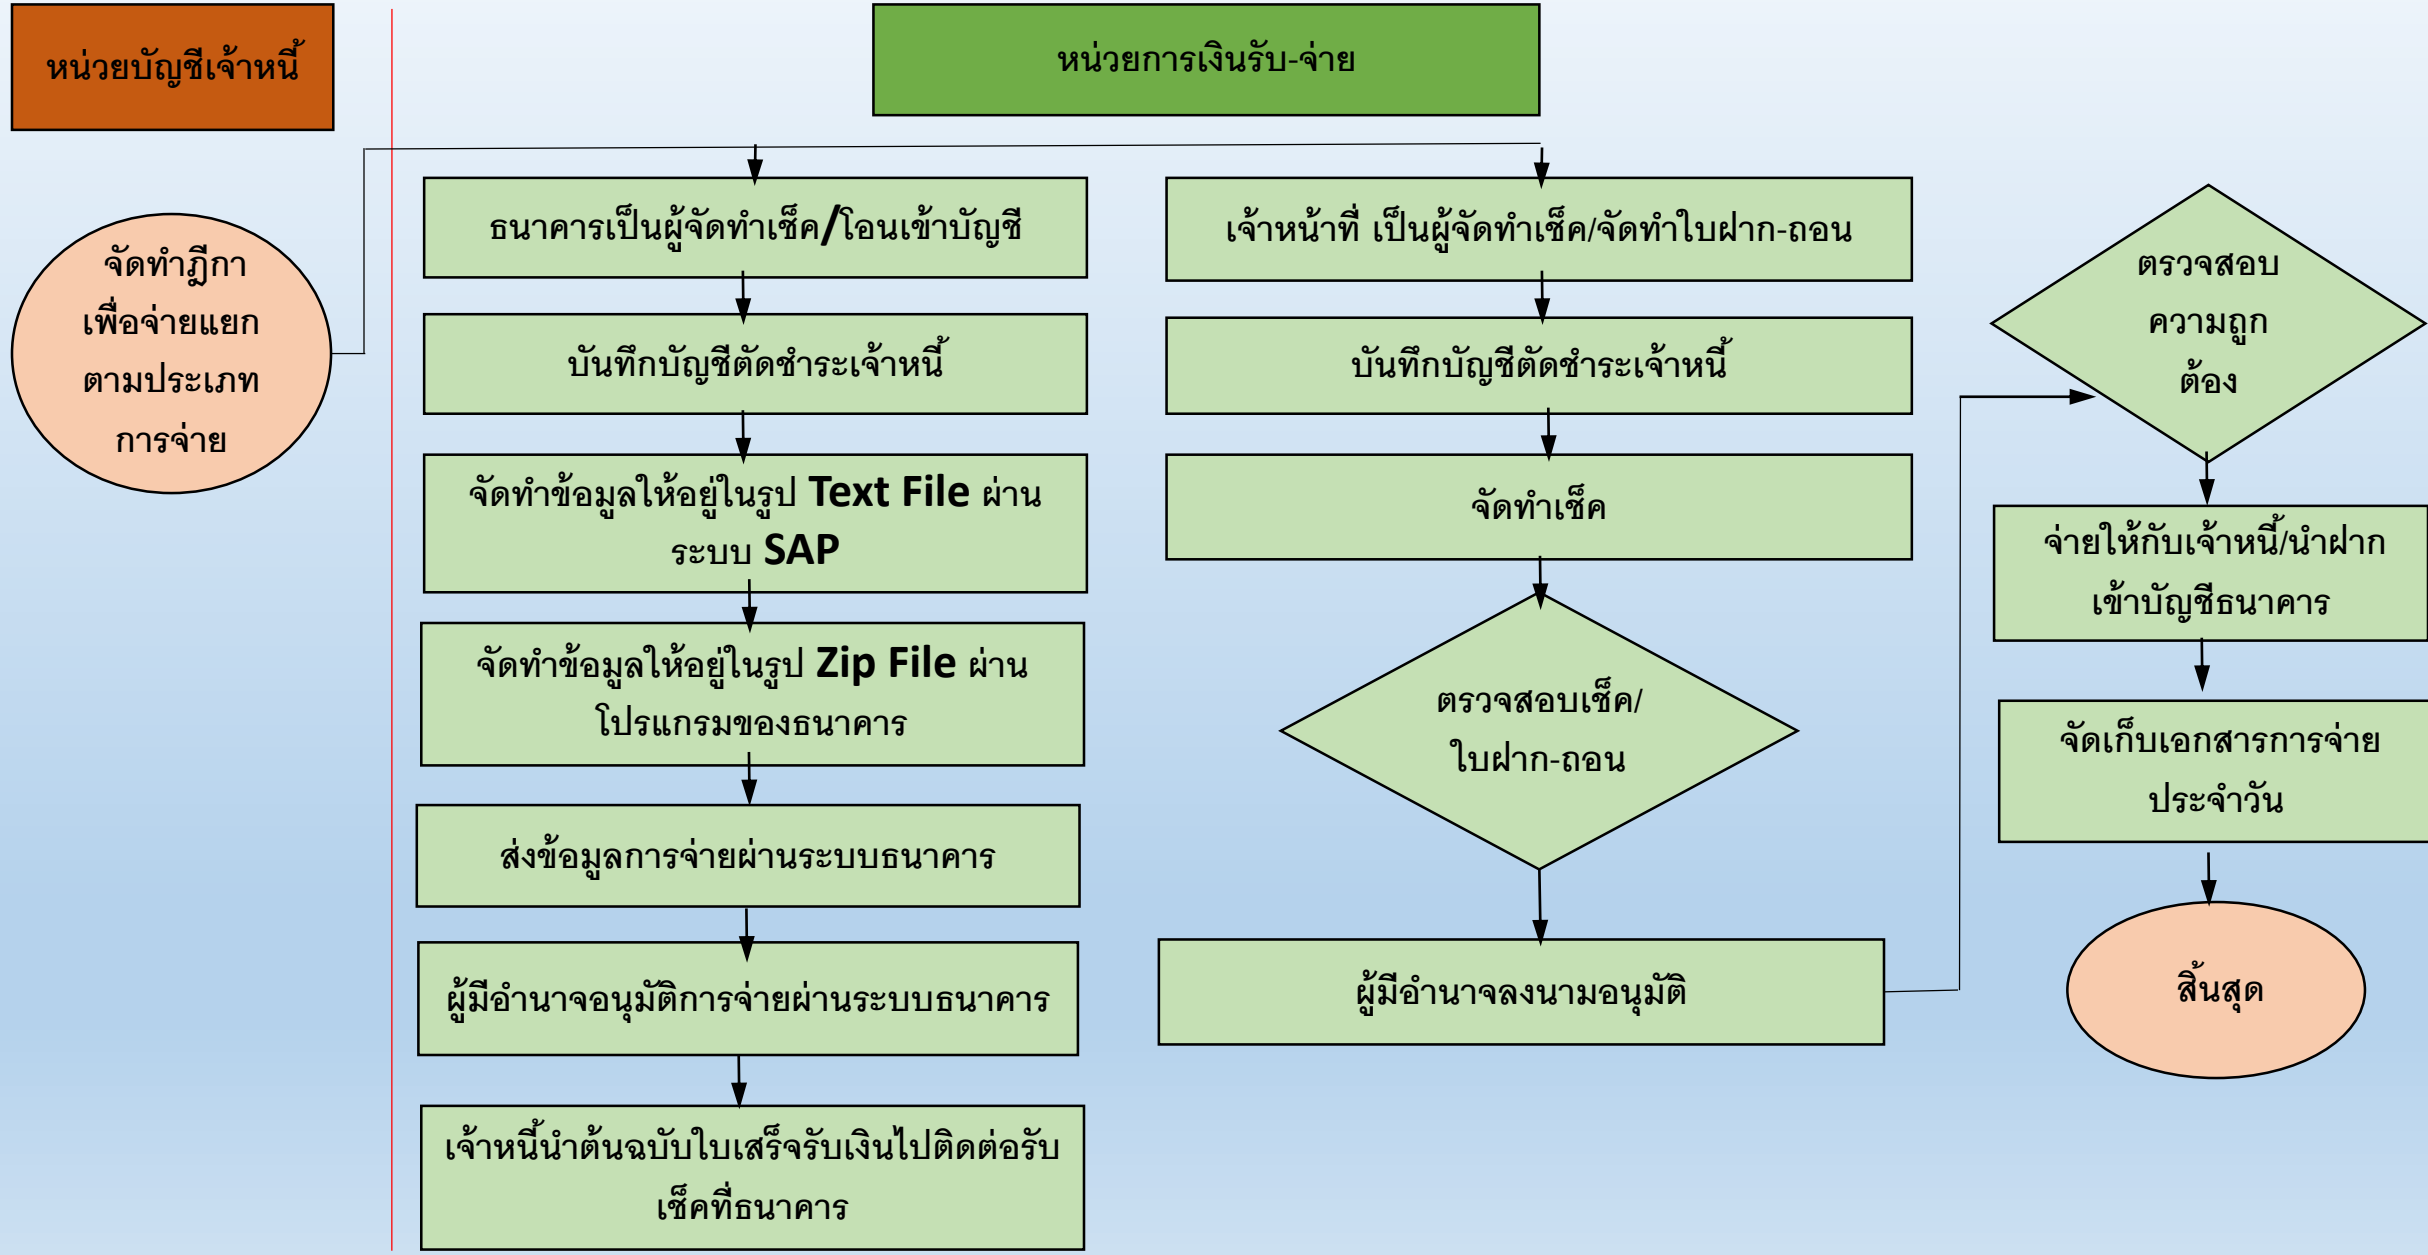 หน่วยบัญชีเจ้าหนี้
หน่วยการเงินรับ-จ่าย
จัดทำฎีกา
เพื่อจ่ายแยก
ตามประเภท
การจ่าย
ธนาคารเป็นผู้จัดทำเช็ค/โอนเข้าบัญชี
บันทึกบัญชีตัดชำระเจ้าหนี้
จัดทำข้อมูลให้อยู่ในรูป Text File ผ่าน
ระบบ SAP
จัดทำข้อมูลให้อยู่ในรูป Zip File ผ่าน
โปรแกรมของธนาคาร
ส่งข้อมูลการจ่ายผ่านระบบธนาคาร
ผู้มีอำนาจอนุมัติการจ่ายผ่านระบบธนาคาร
เจ้าหนี้นำต้นฉบับใบเสร็จรับเงินไปติดต่อรับ
เช็คที่ธนาคาร
เจ้าหน้าที่ เป็นผู้จัดทำเช็ค/จัดทำใบฝาก-ถอน
บันทึกบัญชีตัดชำระเจ้าหนี้
จัดทำเช็ค
ตรวจสอบเช็ค/
ใบฝาก-ถอน
ผู้มีอำนาจลงนามอนุมัติ
ตรวจสอบ
ความถูก
ต้อง
จ่ายให้กับเจ้าหนี้/นำฝาก
เข้าบัญชีธนาคาร
จัดเก็บเอกสารการจ่าย
ประจำวัน
สิ้นสุด